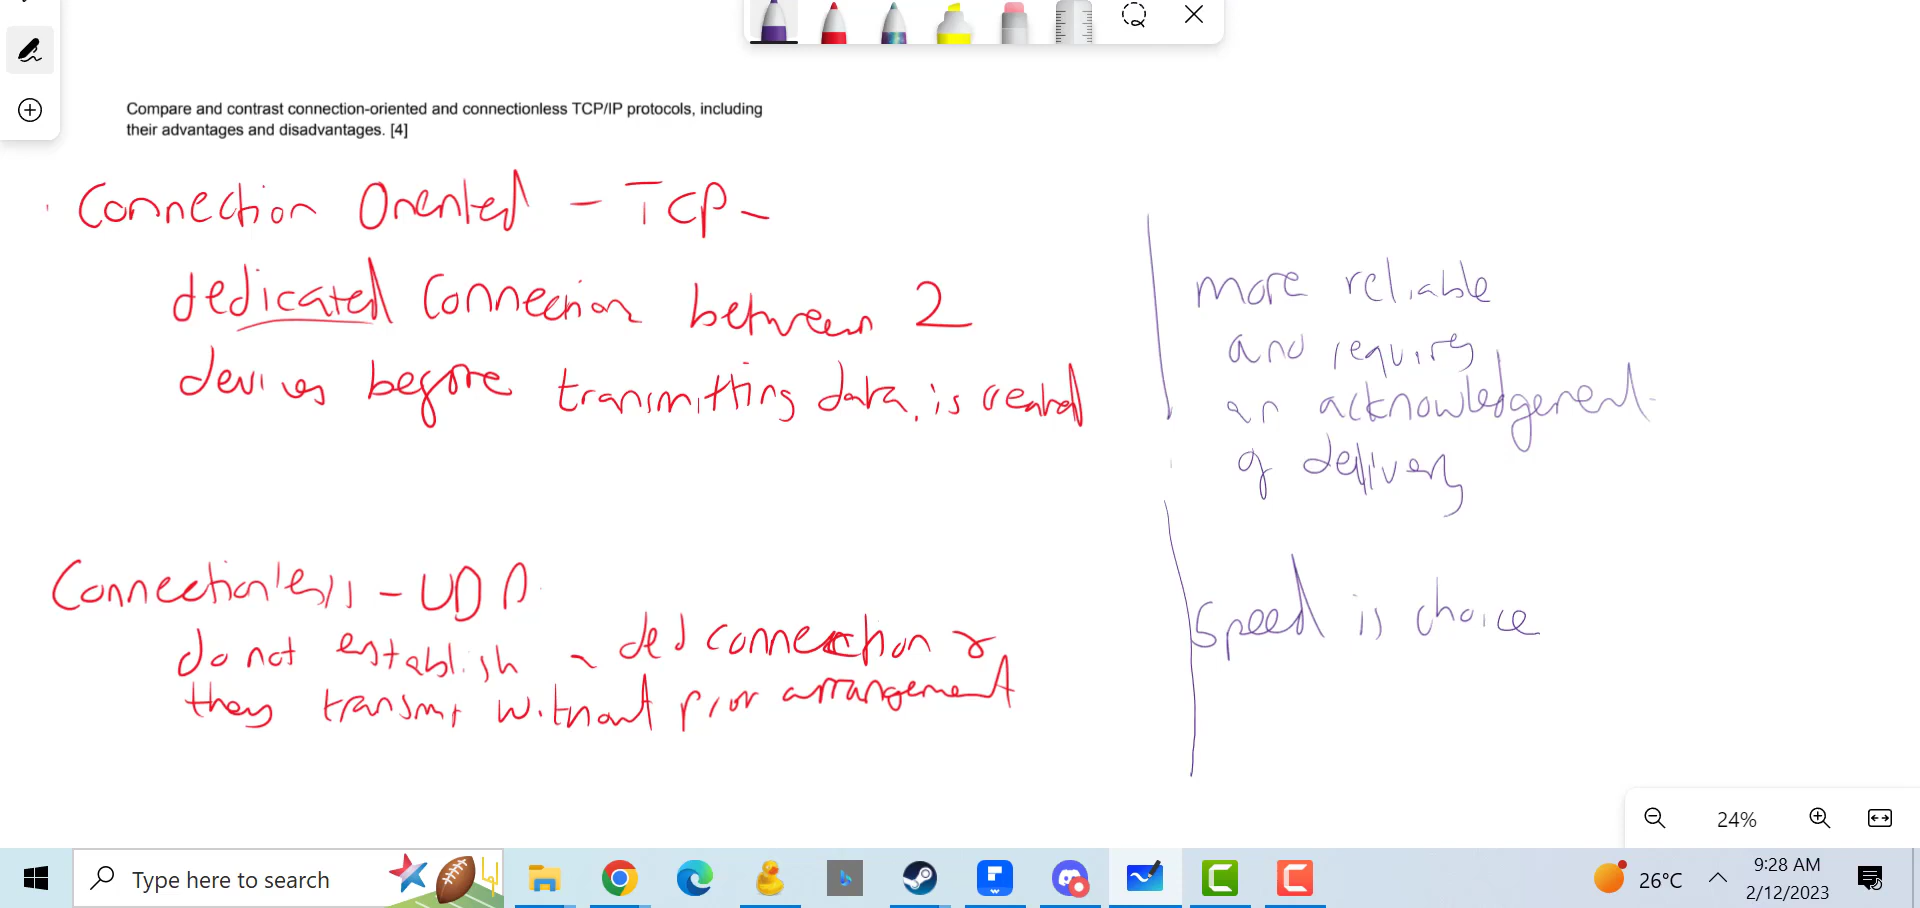 Compare and contrast connection-oriented and connectionless TCP/IP protocols, including
their advantages and disadvantages. [4]
Connection Oriented - TCP -
dedicated connection between 2
devices before transmitting data, is created
more reliable
and requires
an acknowledgement
of delivery
Connectionless - UDP
do not establish a ded connection &
they transmit without prior arrangement
Speed is choice
24%
Type here to search
26°C
9:28 AM
2/12/2023